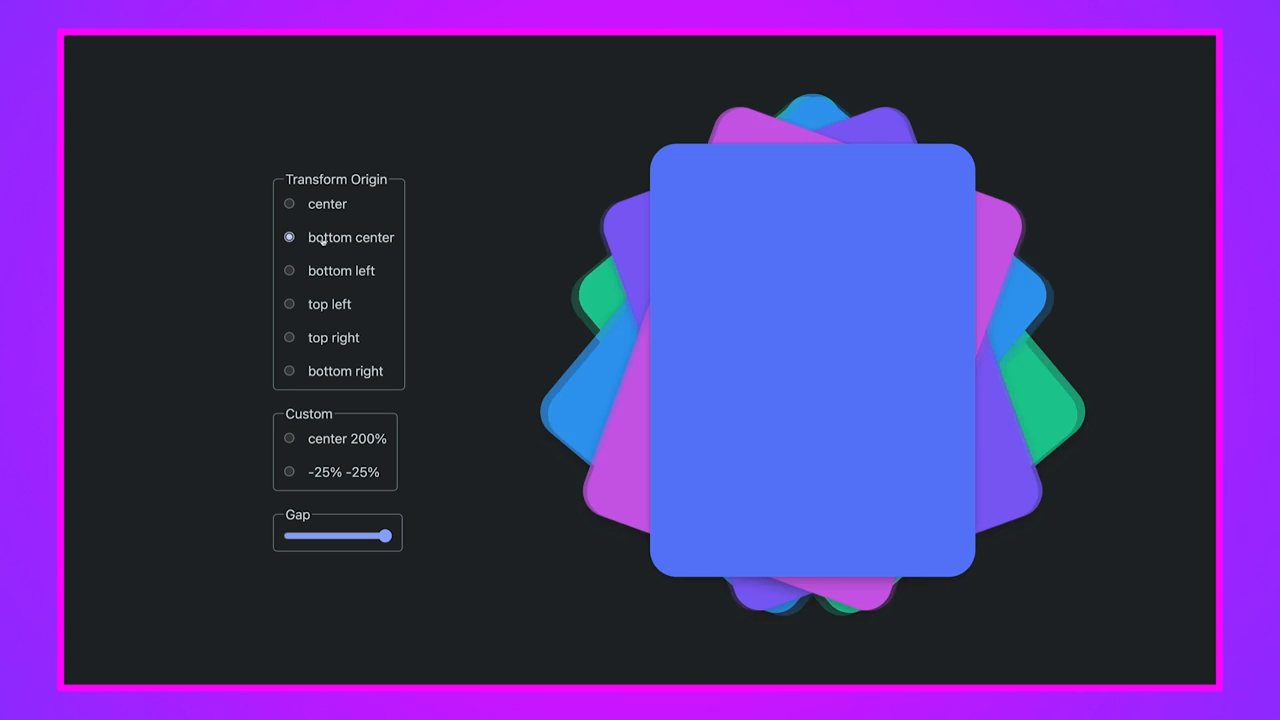 Transform Origin
center
bottom center
bottom left
top left
top right
bottom right
Custom
center 200%
-25% -25%
Gap